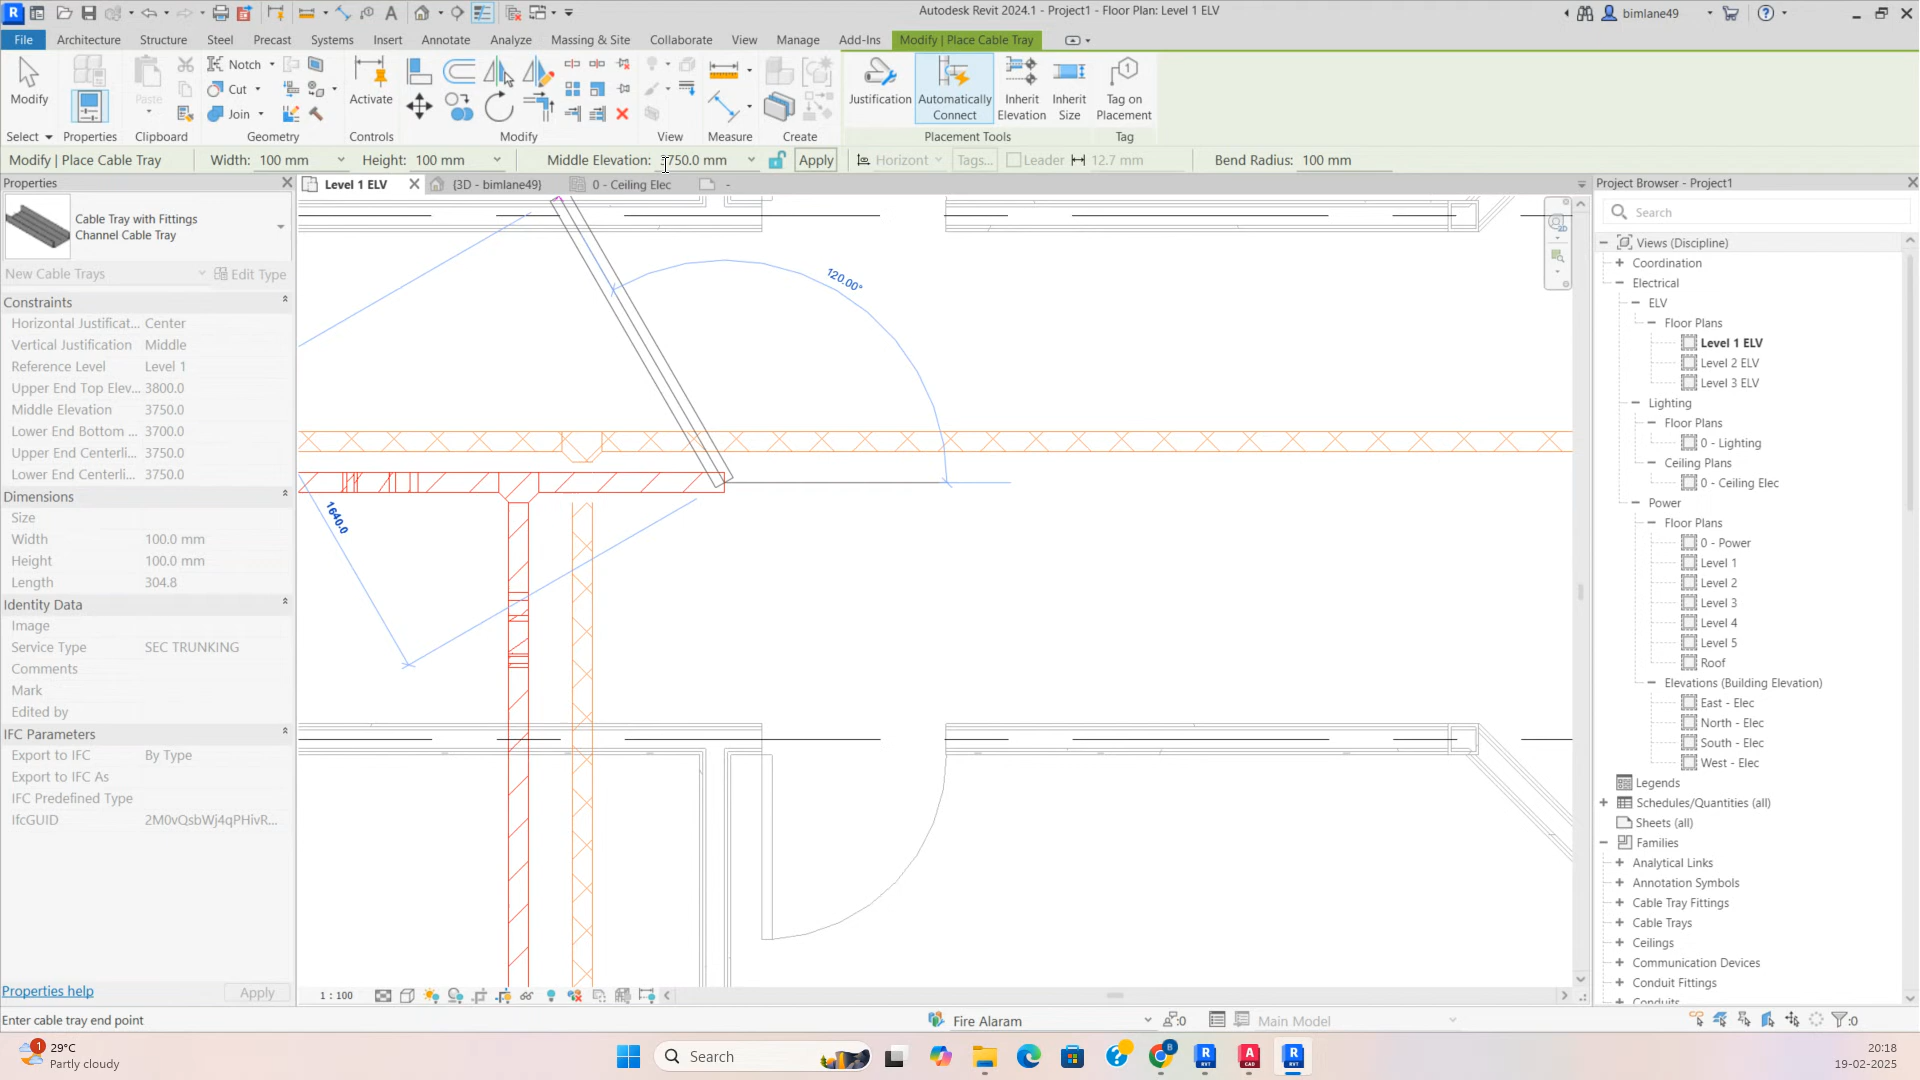 Autodesk Revit 2024.1 - Project1 - Floor Plan: Level 1 ELV
bimlane49
File Architecture Structure Steel Precast Systems Insert Annotate Analyze Massing & Site Collaborate View Manage Add-Ins Modify | Place Cable Tray
Modify
Paste
Notch
Cut
Join
Activate
Justification
Automatically Connect
Inherit Elevation
Inherit Size
Tag on Placement
Select Properties Clipboard Geometry Controls Modify View Measure Create Placement Tools Tag
Modify | Place Cable Tray Width: 100 mm Height: 100 mm Middle Elevation: 3750.0 mm Apply Horizont Tags... Leader 12.7 mm Bend Radius: 100 mm
Properties
Level 1 ELV {3D - bimlane49} 0 - Ceiling Elec -
Project Browser - Project1
Cable Tray with Fittings
Channel Cable Tray
New Cable Trays Edit Type
Constraints
Horizontal Justificat... Center
Vertical Justification Middle
Reference Level Level 1
Upper End Top Elev... 3800.0
Middle Elevation 3750.0
Lower End Bottom ... 3700.0
Upper End Centerli... 3750.0
Lower End Centerli... 3750.0
Dimensions
Size
Width 100.0 mm
Height 100.0 mm
Length 304.8
Identity Data
Image
Service Type SEC TRUNKING
Comments
Mark
Edited by
IFC Parameters
Export to IFC By Type
Export to IFC As
IFC Predefined Type
IfcGUID 2M0vQsbWj4qPHivR...
Properties help Apply
120.00°
1640.0
Search
Views (Discipline)
Coordination
Electrical
ELV
Floor Plans
Level 1 ELV
Level 2 ELV
Level 3 ELV
Lighting
Floor Plans
0 - Lighting
Ceiling Plans
0 - Ceiling Elec
Power
Floor Plans
0 - Power
Level 1
Level 2
Level 3
Level 4
Level 5
Roof
Elevations (Building Elevation)
East - Elec
North - Elec
South - Elec
West - Elec
Legends
Schedules/Quantities (all)
Sheets (all)
Families
Analytical Links
Annotation Symbols
Cable Tray Fittings
Cable Trays
Ceilings
Communication Devices
Conduit Fittings
Conduits
1 : 100
Enter cable tray end point Fire Alaram :0 Main Model :0
1
29°C
Partly cloudy
Search
20:18
19-02-2025